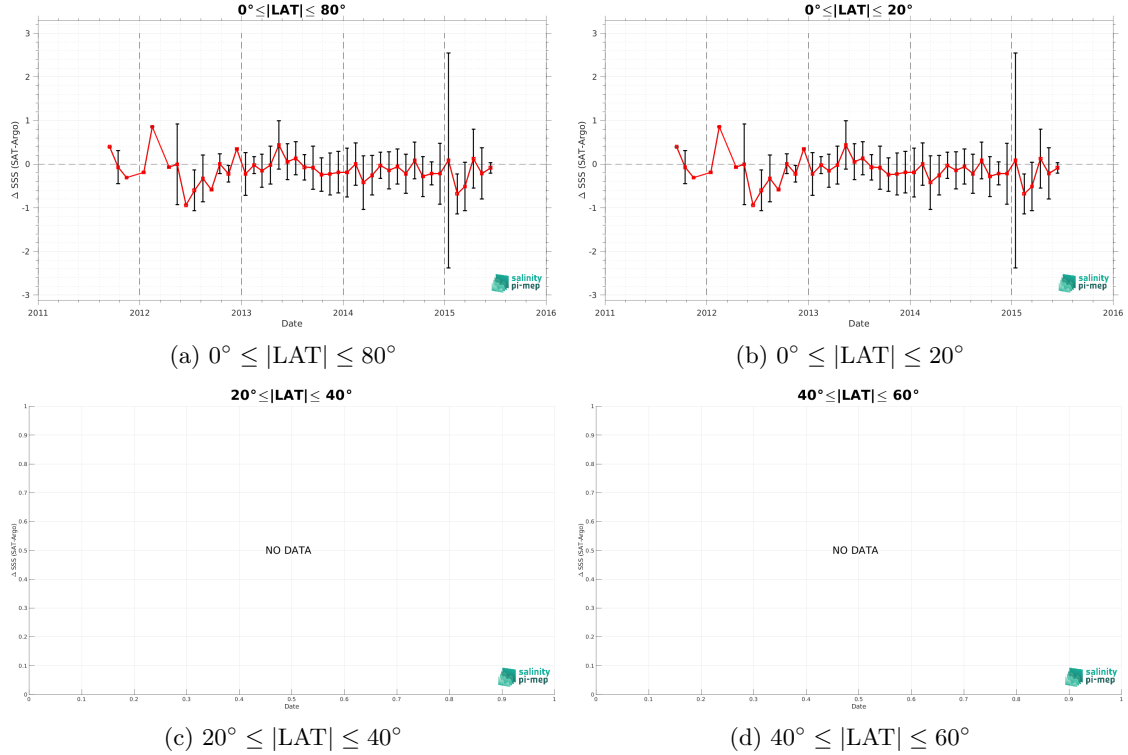 0°≤|LAT|≤ 80°
3
2
1
0
-1
-2
-3
Δ SSS (SAT-Argo)
2011 2012 2013 2014 2015 2016
Date
salinity
pi-mep
(a) 0° ≤ |LAT| ≤ 80°
0°≤|LAT|≤ 20°
3
2
1
0
-1
-2
-3
Δ SSS (SAT-Argo)
2011 2012 2013 2014 2015 2016
Date
salinity
pi-mep
(b) 0° ≤ |LAT| ≤ 20°
20°≤|LAT|≤ 40°
1
0.9
0.8
0.7
0.6
0.5
0.4
0.3
0.2
0.1
0
Δ SSS (SAT-Argo)
NO DATA
0 0.1 0.2 0.3 0.4 0.5 0.6 0.7 0.8 0.9 1
Date
salinity
pi-mep
(c) 20° ≤ |LAT| ≤ 40°
40°≤|LAT|≤ 60°
1
0.9
0.8
0.7
0.6
0.5
0.4
0.3
0.2
0.1
0
Δ SSS (SAT-Argo)
NO DATA
0 0.1 0.2 0.3 0.4 0.5 0.6 0.7 0.8 0.9 1
Date
salinity
pi-mep
(d) 40° ≤ |LAT| ≤ 60°